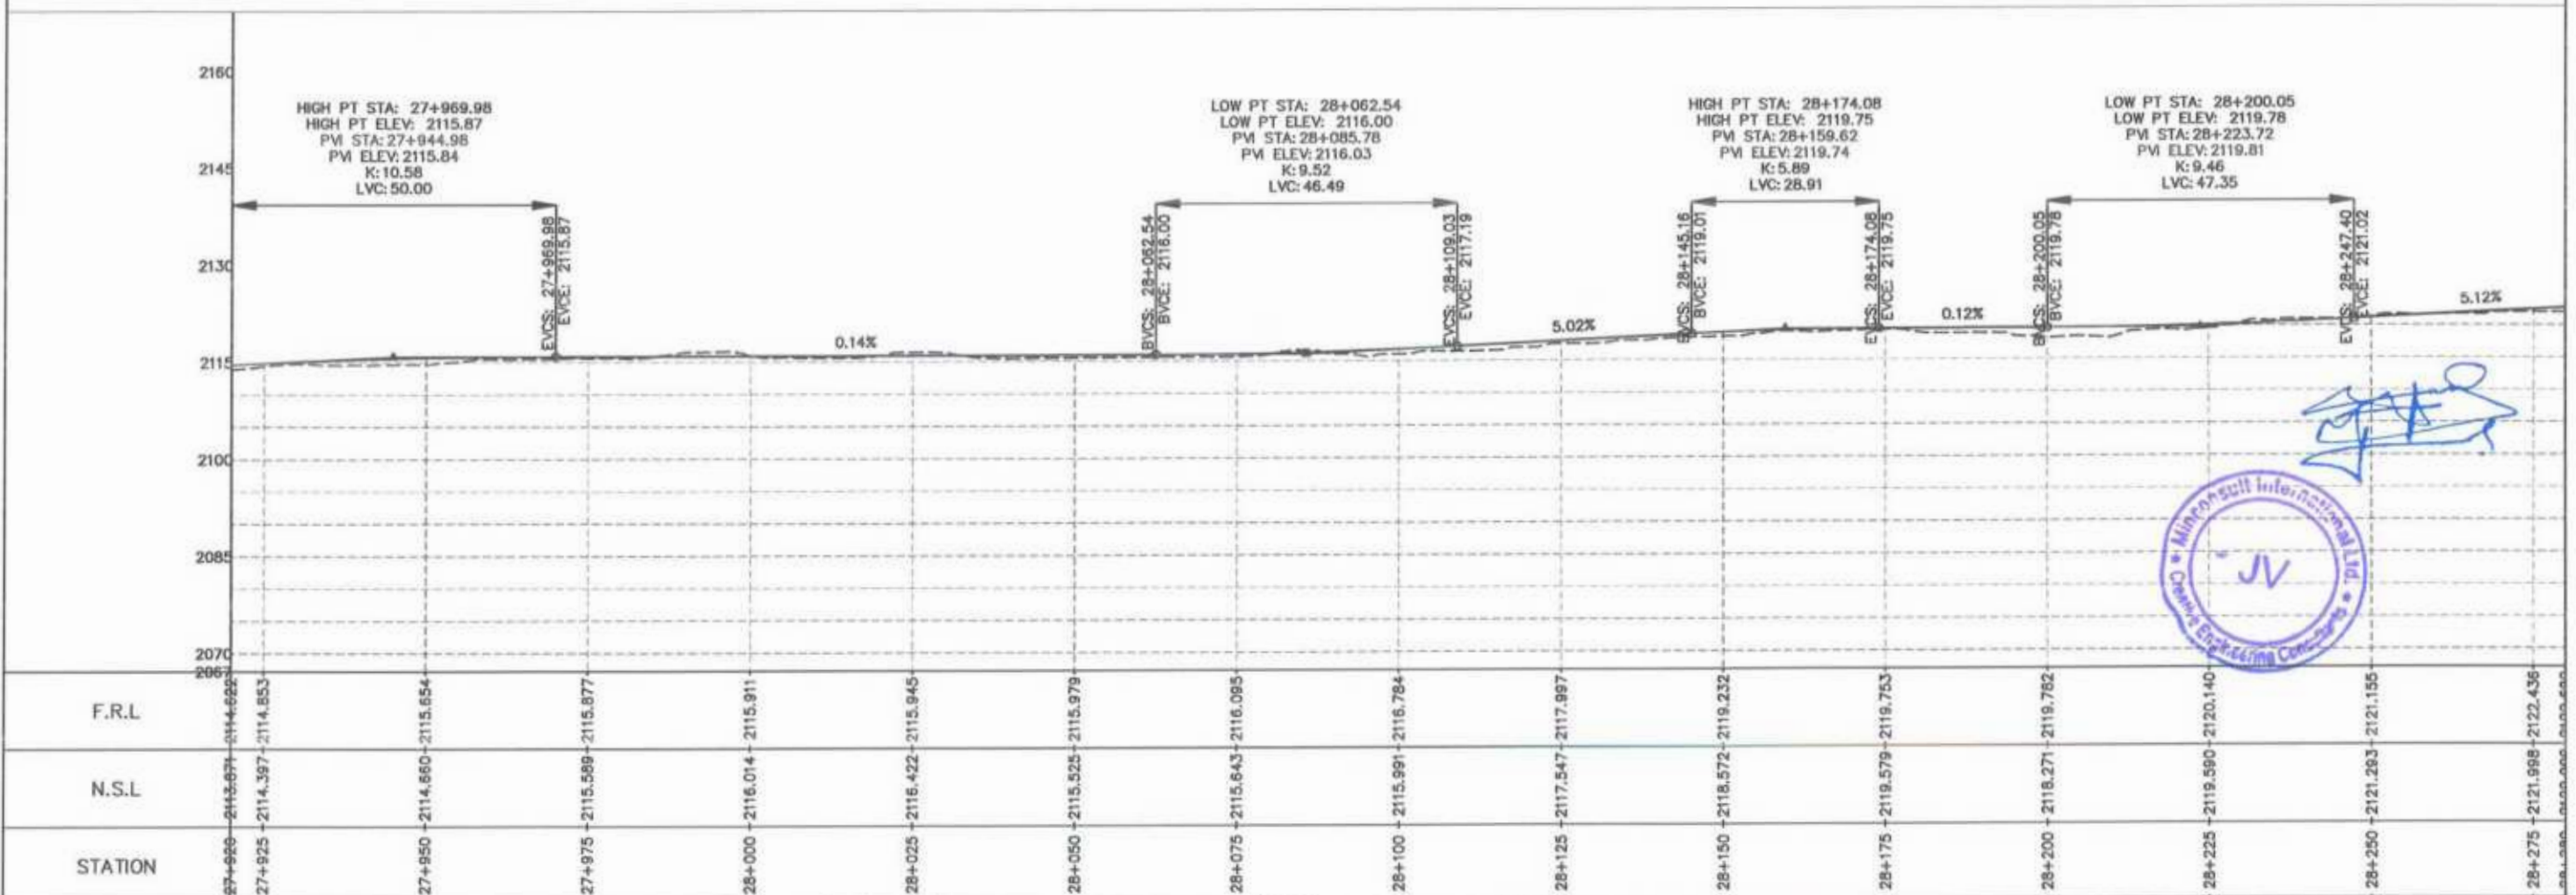 2160
2145
2130
2115
2100
2085
2070
2067
HIGH PT STA: 27+969.98
HIGH PT ELEV: 2115.87
PVI STA: 27+944.98
PVI ELEV: 2115.84
K: 10.58
LVC: 50.00
EVCS: 27+969.98
EVCE: 2115.87
0.14%
LOW PT STA: 28+062.54
LOW PT ELEV: 2116.00
PVI STA: 28+085.78
PVI ELEV: 2116.03
K: 9.52
LVC: 46.49
BVCS: 28+062.54
BVCE: 2116.00
EVCS: 28+109.03
EVCE: 2117.19
5.02%
HIGH PT STA: 28+174.08
HIGH PT ELEV: 2119.75
PVI STA: 28+159.62
PVI ELEV: 2119.74
K: 5.89
LVC: 28.91
BVCS: 28+145.16
BVCE: 2119.01
EVCS: 28+174.08
EVCE: 2119.75
0.12%
LOW PT STA: 28+200.05
LOW PT ELEV: 2119.78
PVI STA: 28+223.72
PVI ELEV: 2119.81
K: 9.46
LVC: 47.35
BVCS: 28+200.05
BVCE: 2119.78
EVCS: 28+247.40
EVCE: 2121.02
5.12%
Minconsult International Ltd.
JV
Creative Engineering Consultants
F.R.L 2114.622 2114.853 2115.654 2115.877 2115.911 2115.945 2115.979 2116.095 2116.784 2117.997 2119.232 2119.753 2119.782 2120.140 2121.155 2122.436
N.S.L 2113.871 2114.397 2114.660 2115.589 2116.014 2116.422 2115.525 2115.643 2115.991 2117.547 2118.572 2119.579 2118.271 2119.590 2121.293 2121.998
STATION 27+920 27+925 27+950 27+975 28+000 28+025 28+050 28+075 28+100 28+125 28+150 28+175 28+200 28+225 28+250 28+275